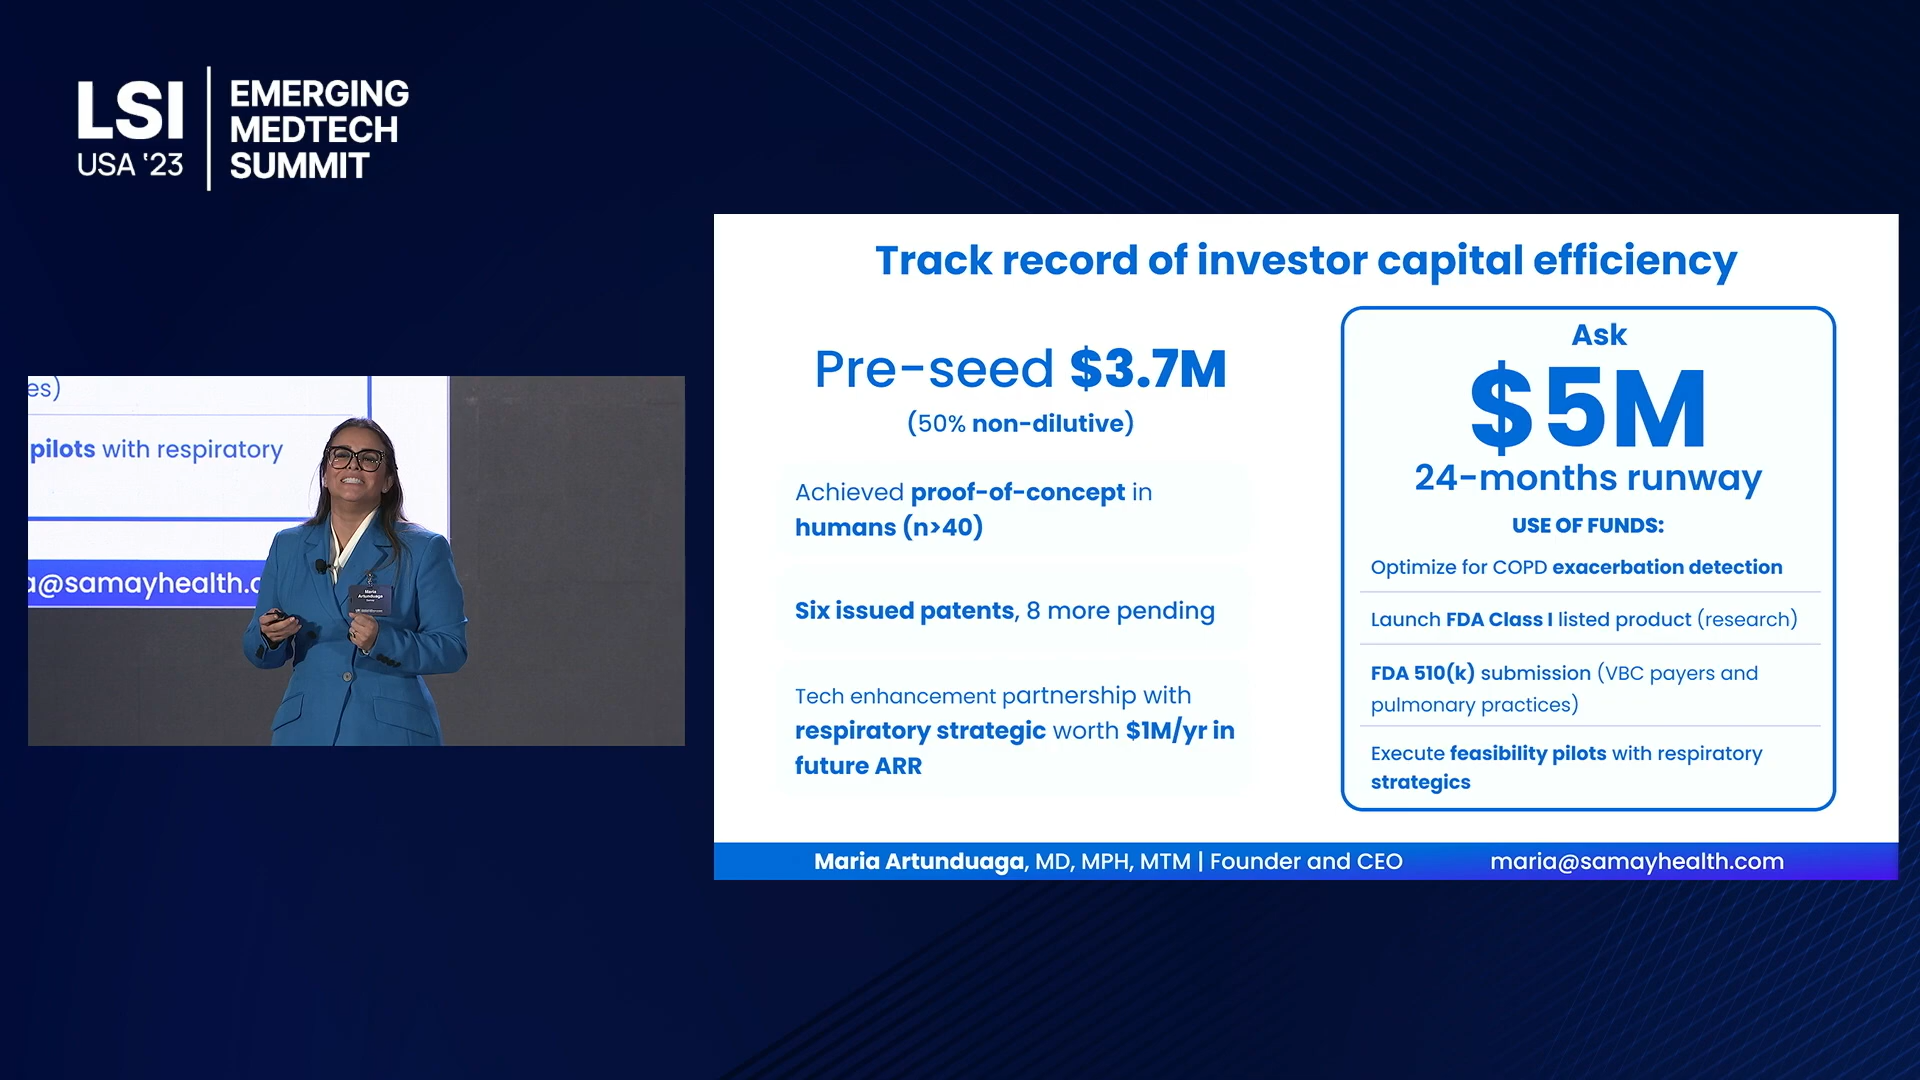 LSI
USA '23
EMERGING
MEDTECH
SUMMIT
es)
pilots with respiratory
a@samayhealth.c
Maria
Artunduaga
Track record of investor capital efficiency
Pre-seed $3.7M
(50% non-dilutive)
Achieved proof-of-concept in
humans (n>40)
Six issued patents, 8 more pending
Tech enhancement partnership with
respiratory strategic worth $1M/yr in
future ARR
Ask
$5M
24-months runway
USE OF FUNDS:
Optimize for COPD exacerbation detection
Launch FDA Class I listed product (research)
FDA 510(k) submission (VBC payers and
pulmonary practices)
Execute feasibility pilots with respiratory
strategics
Maria Artunduaga, MD, MPH, MTM | Founder and CEO
maria@samayhealth.com